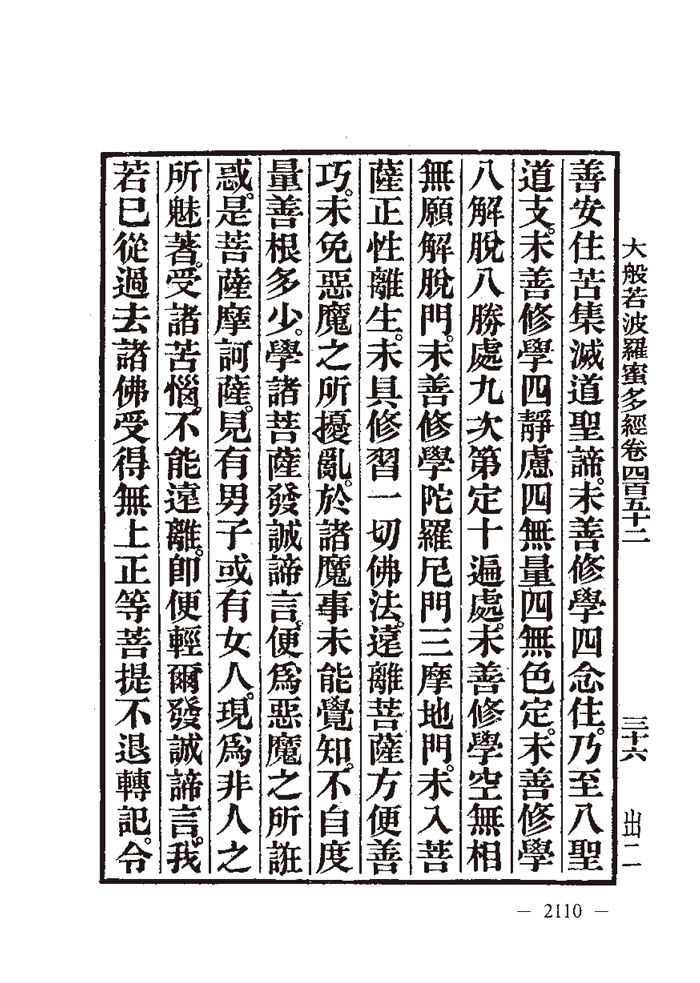 大般若波羅蜜多經卷四百五十二 三十六 出二
善安住苦集滅道聖諦。未善修學四念住。乃至八聖
道支。未善修學四靜慮四無量四無色定。未善修學
八解脫八勝處九次第定十遍處。未善修學空無相
無願解脫門。未善修學陀羅尼門三摩地門。未入菩
薩正性離生。未具修習一切佛法。遠離菩薩方便善
巧。未免惡魔之所擾亂。於諸魔事未能覺知。不自度
量善根多少。學諸菩薩發誠諦言。便為惡魔之所誑
惑。是菩薩摩訶薩。見有男子或有女人。現為非人之
所魅著。受諸苦惱。不能遠離。卽便輕爾發誠諦言。我
若已從過去諸佛受得無上正等菩提不退轉記。令
— 2110 —